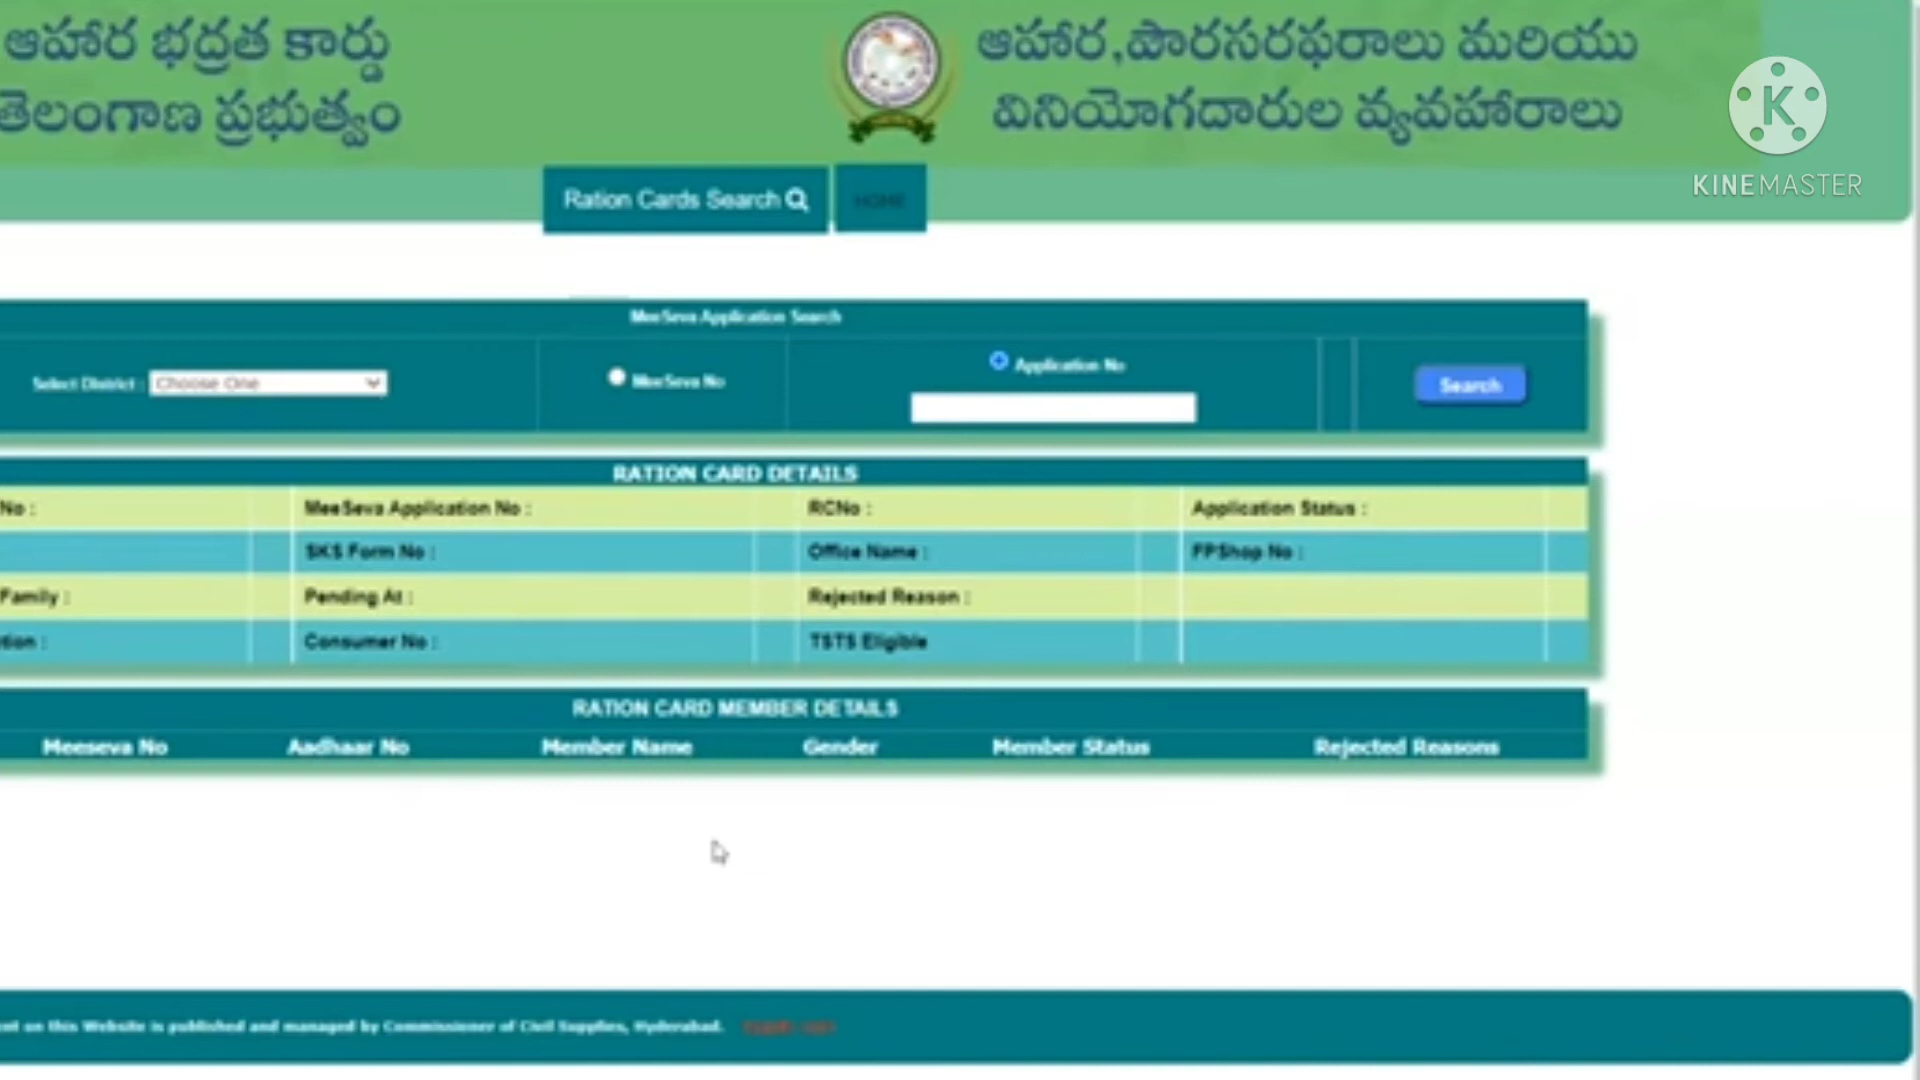 ఆహార భద్రత కార్డు
తెలంగాణ ప్రభుత్వం
ఆహార,పౌరసరఫరాలు మరియు
వినియోగదారుల వ్యవహారాలు
KINEMASTER
Ration Cards Search
HOME
MeeSeva Application Search
Select District : Choose One
MeeSeva No
Application No
Search
RATION CARD DETAILS
No : MeeSeva Application No : RCNo : Application Status :
SKS Form No : Office Name : FPShop No :
Family : Pending At : Rejected Reason :
tion : Consumer No : TSTS Eligible
RATION CARD MEMBER DETAILS
Meeseva No Aadhaar No Member Name Gender Member Status Rejected Reasons
on this Website is published and managed by Commissioner of Civil Supplies, Hyderabad.